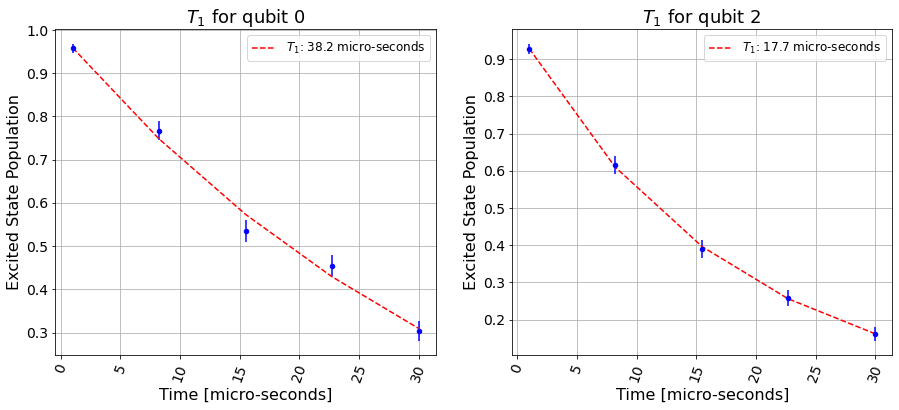 T₁ for qubit 0
T₁: 38.2 micro-seconds
Excited State Population
1.0
0.9
0.8
0.7
0.6
0.5
0.4
0.3
0 5 10 15 20 25 30
Time [micro-seconds]
T₁ for qubit 2
T₁: 17.7 micro-seconds
Excited State Population
0.9
0.8
0.7
0.6
0.5
0.4
0.3
0.2
0 5 10 15 20 25 30
Time [micro-seconds]